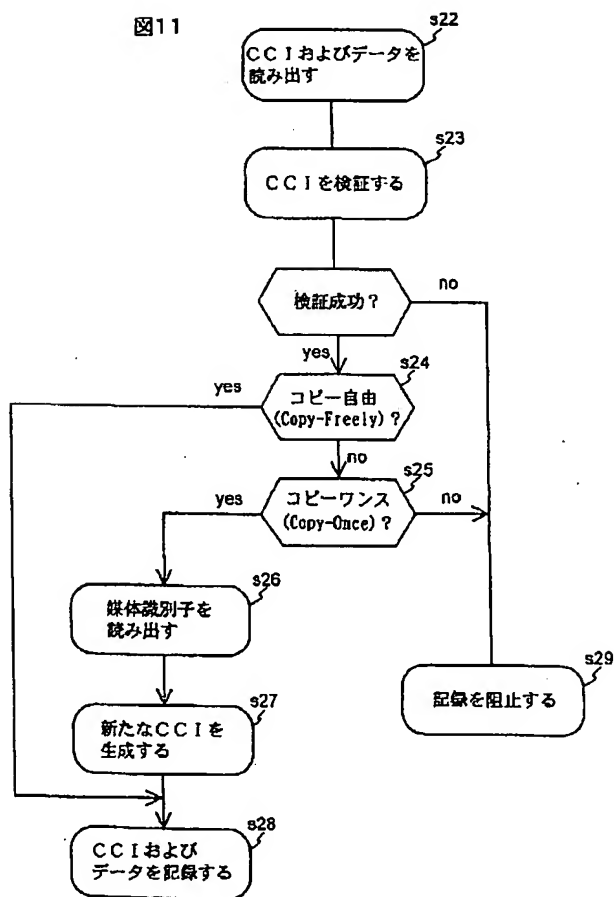 図11
s22
CCIおよびデータを
読み出す
s23
CCIを検証する
検証成功?
no
yes
s24
yes
コピー自由
(Copy-Freely)?
no
s25
yes
コピーワンス
(Copy-Once)?
no
s26
媒体識別子を
読み出す
s29
記録を阻止する
s27
新たなCCIを
生成する
s28
CCIおよび
データを記録する